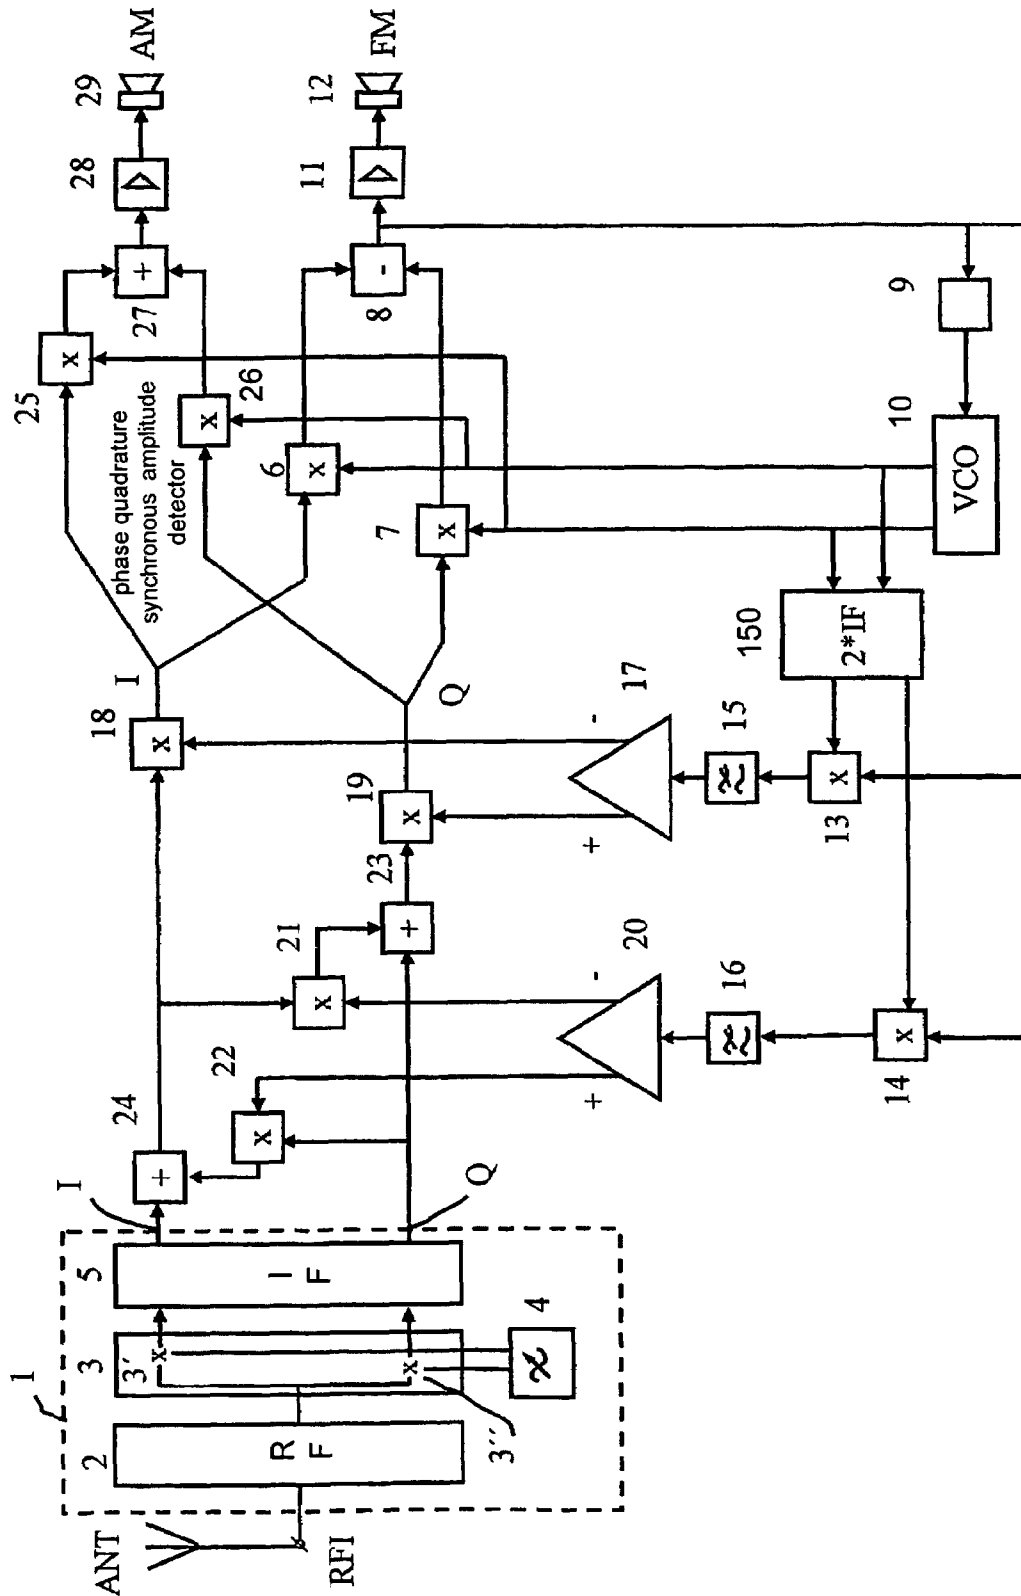 ANT
RFI
1
2
R
F
3
3'
3''
4
5
I
F
I
Q
24
+
22
x
21
x
23
+
+
-
20
16
14
x
18
x
19
x
+
-
17
15
13
x
150
2*IF
I
Q
phase quadrature
synchronous amplitude
detector
25
x
26
x
6
x
7
x
27
+
28
29
AM
8
-
11
12
FM
9
10
VCO